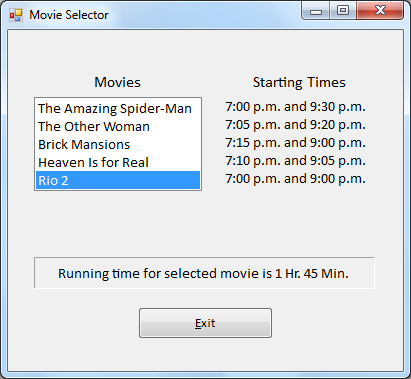 Movie Selector
Movies
Starting Times
The Amazing Spider-Man
7:00 p.m. and 9:30 p.m.
The Other Woman
7:05 p.m. and 9:20 p.m.
Brick Mansions
7:15 p.m. and 9:00 p.m.
Heaven Is for Real
7:10 p.m. and 9:05 p.m.
Rio 2
7:00 p.m. and 9:00 p.m.
Running time for selected movie is 1 Hr. 45 Min.
Exit